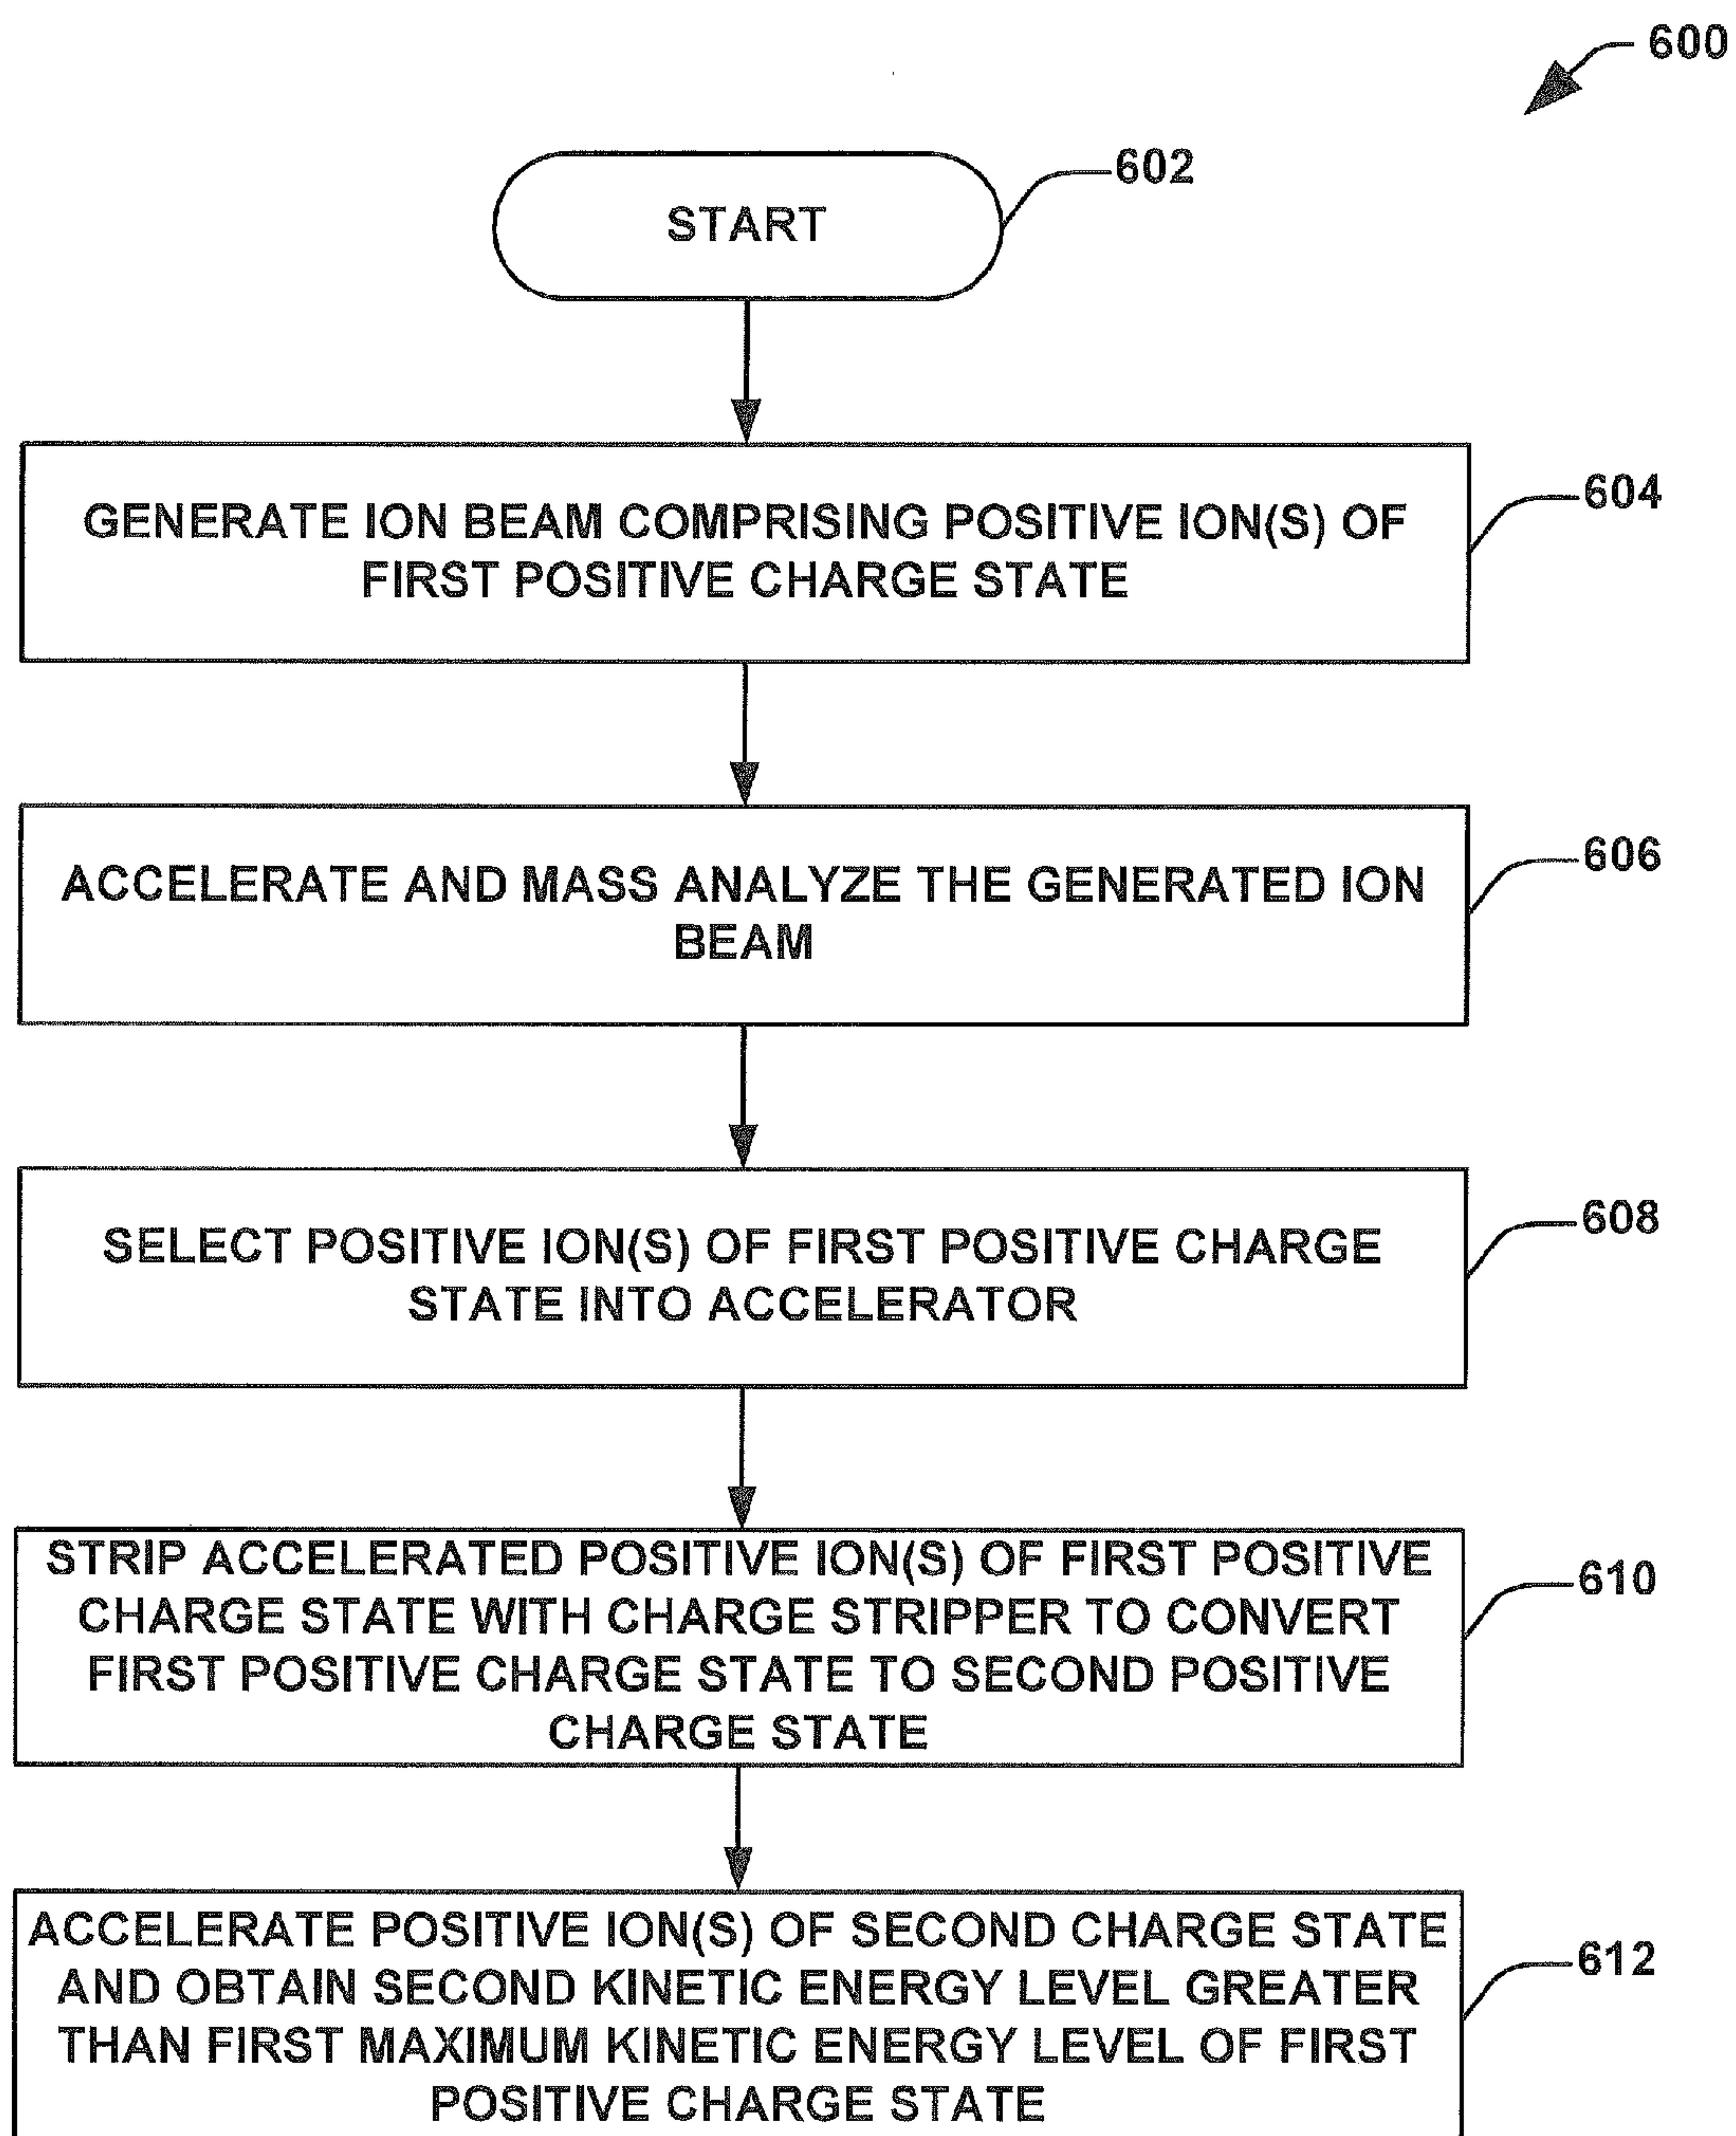 600
602
START
604
GENERATE ION BEAM COMPRISING POSITIVE ION(S) OF
FIRST POSITIVE CHARGE STATE
606
ACCELERATE AND MASS ANALYZE THE GENERATED ION
BEAM
608
SELECT POSITIVE ION(S) OF FIRST POSITIVE CHARGE
STATE INTO ACCELERATOR
610
STRIP ACCELERATED POSITIVE ION(S) OF FIRST POSITIVE
CHARGE STATE WITH CHARGE STRIPPER TO CONVERT
FIRST POSITIVE CHARGE STATE TO SECOND POSITIVE
CHARGE STATE
612
ACCELERATE POSITIVE ION(S) OF SECOND CHARGE STATE
AND OBTAIN SECOND KINETIC ENERGY LEVEL GREATER
THAN FIRST MAXIMUM KINETIC ENERGY LEVEL OF FIRST
POSITIVE CHARGE STATE